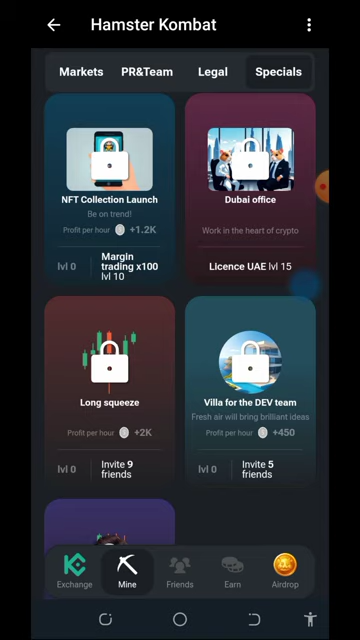 Hamster Kombat
Markets PR&Team Legal Specials
NFT Collection Launch
Be on trend!
Profit per hour +1.2K
lvl 0
Margin
trading x100
lvl 10
Dubai office
Work in the heart of crypto
Licence UAE lvl 15
Long squeeze
Profit per hour +2K
lvl 0
Invite 9
friends
Villa for the DEV team
Fresh air will bring brilliant ideas
Profit per hour +450
lvl 0
Invite 5
friends
Exchange Mine Friends Earn Airdrop